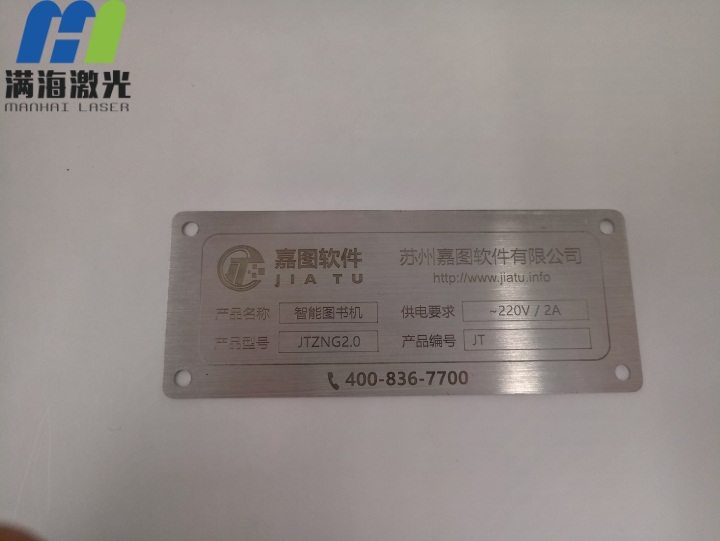 满海激光
MANHAI LASER
嘉图软件
JIA TU
苏州嘉图软件有限公司
http://www.jiatu.info
产品名称 智能图书机 供电要求 ~220V / 2A
产品型号 JTZNG2.0 产品编号 JT
400-836-7700